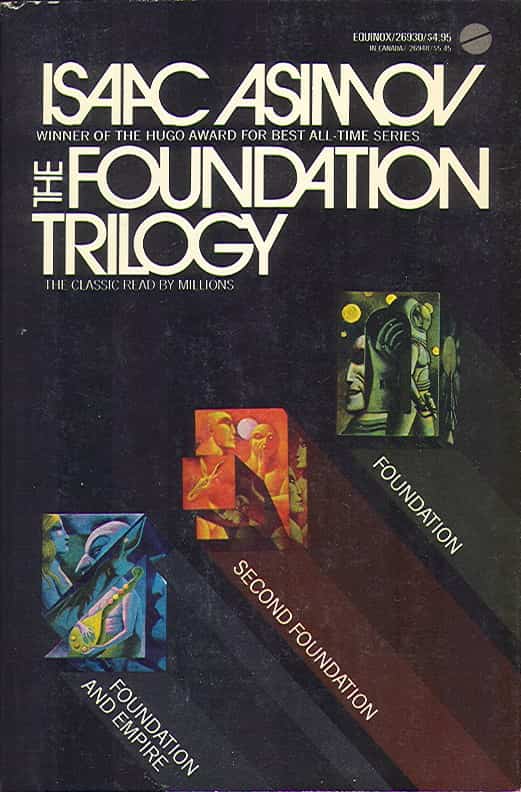 EQUINOX/26930/$4.95
IN CANADA/ 26948/$5.45
ISAAC ASIMOV
WINNER OF THE HUGO AWARD FOR BEST ALL-TIME SERIES
THE FOUNDATION
TRILOGY
THE CLASSIC READ BY MILLIONS
FOUNDATION
SECOND FOUNDATION
FOUNDATION
AND EMPIRE